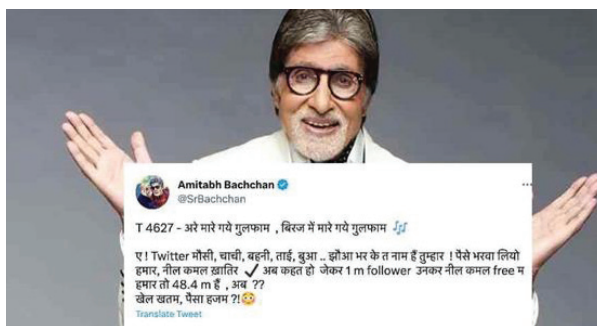 Amitabh Bachchan
@SrBachchan
T 4627 - अरे मारे गये गुलफाम , बिरज में मारे गये गुलफाम 🎶
ए ! Twitter मौसी, चाची, बहनी, ताई, बुआ .. झौआ भर के त नाम हैं तुम्हार ! पैसे भरवा लियो
हमार, नील कमल ख़ातिर ✔️ अब कहत हो जेकर 1 m follower उनकर नील कमल free म
हमार तो 48.4 m हैं , अब ??
खेल खतम, पैसा हजम ?!😳
Translate Tweet